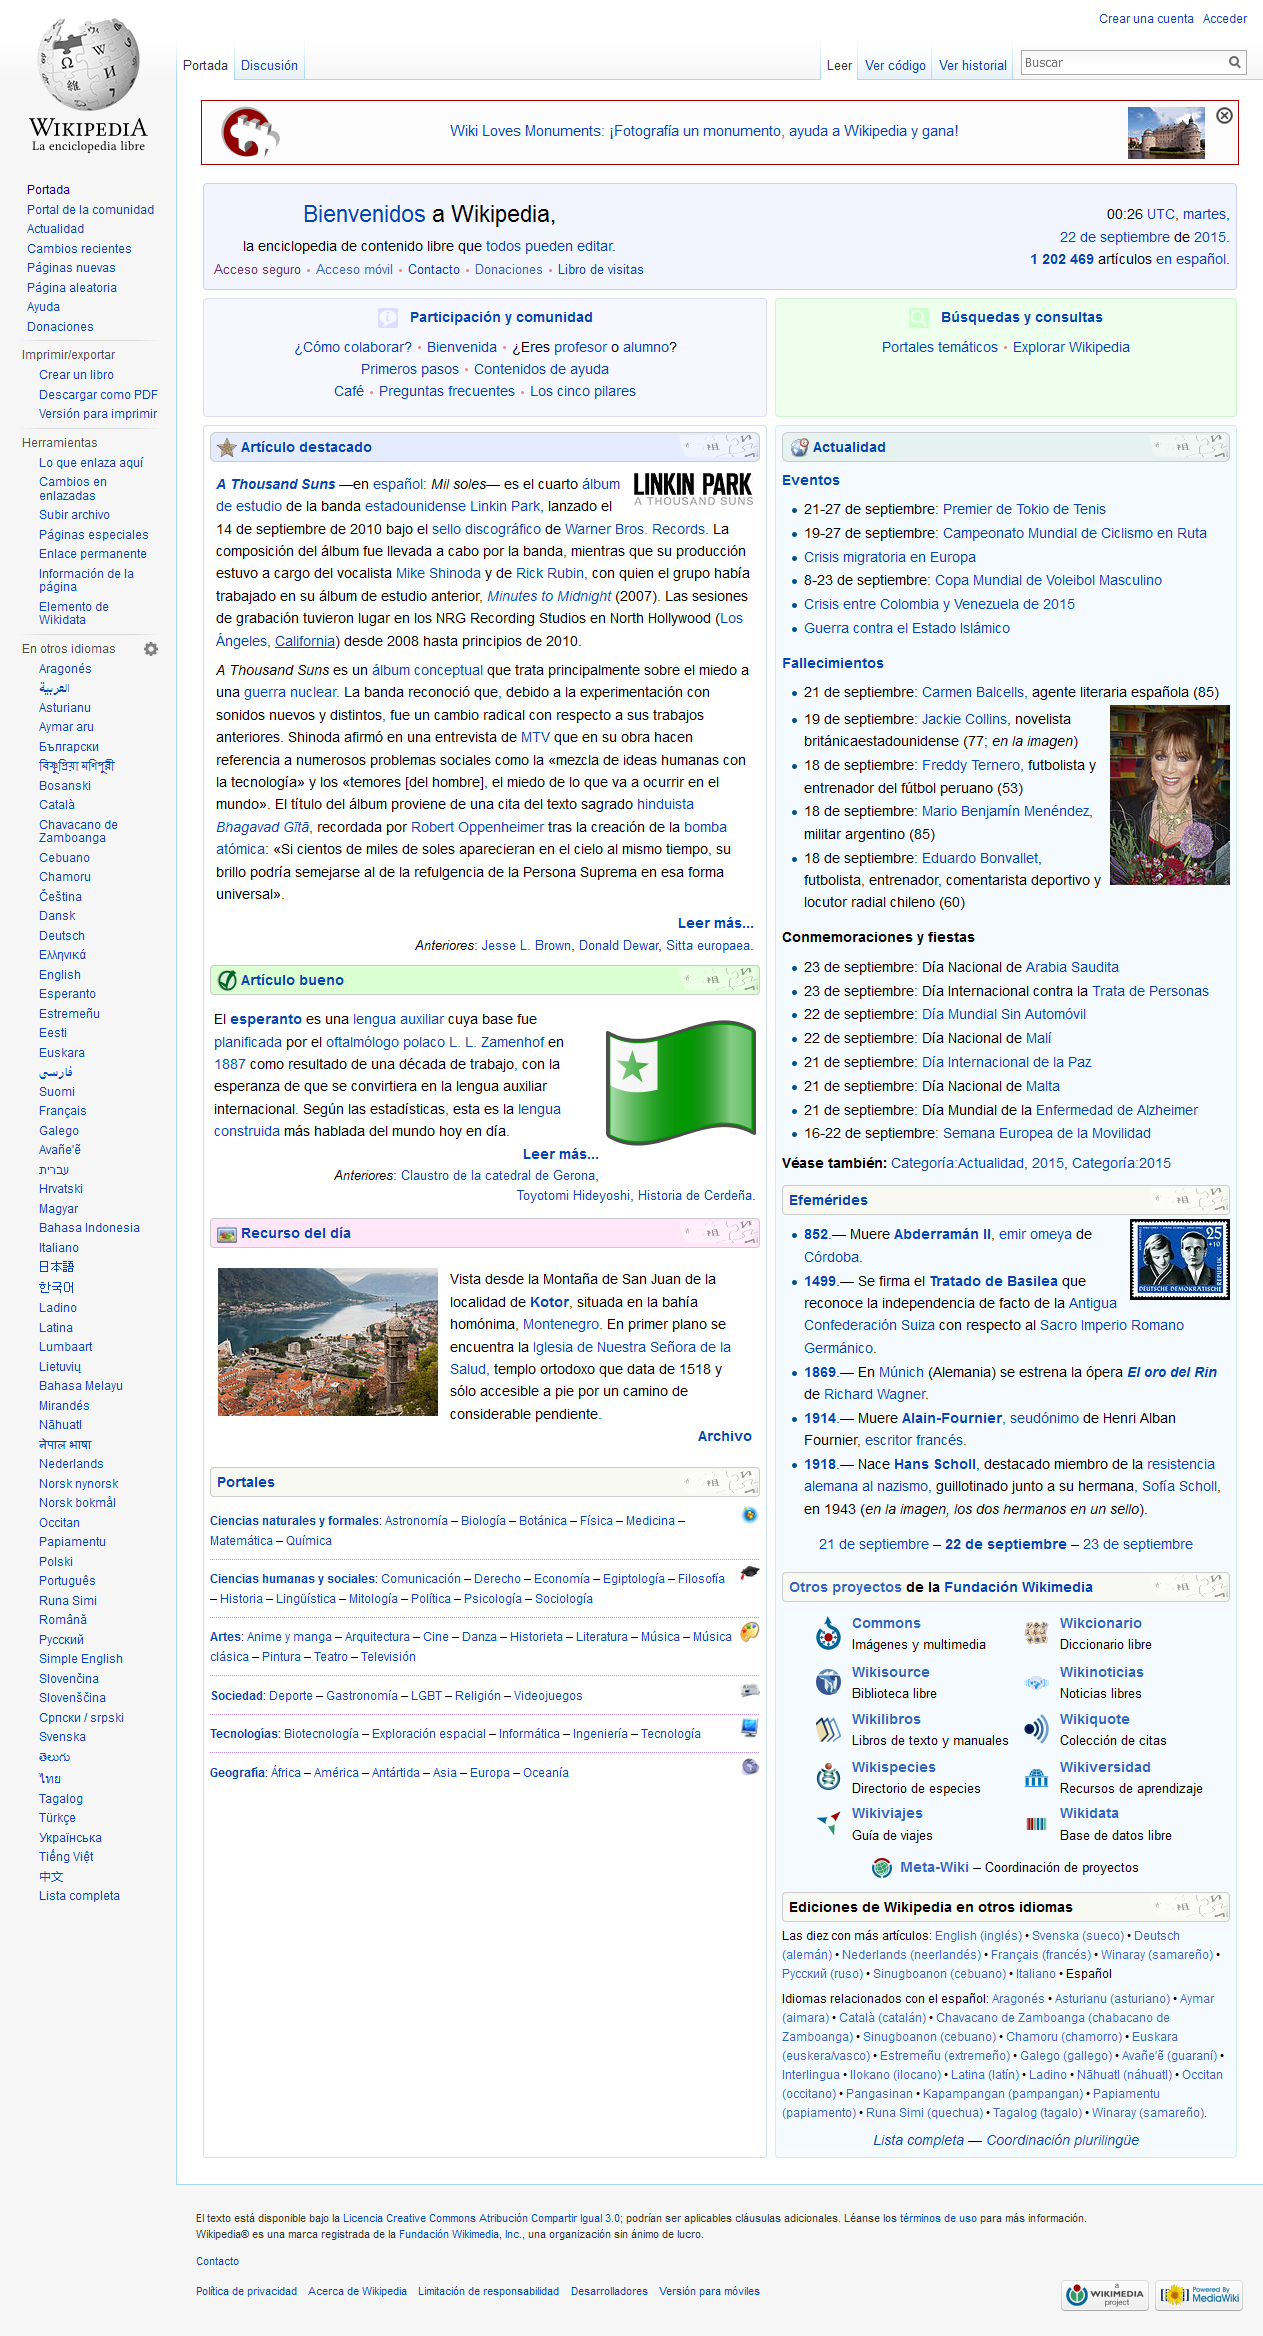 Crear una cuenta Acceder
WIKIPEDIA
La enciclopedia libre
Portada Discusión Leer Ver código Ver historial Buscar
Wiki Loves Monuments: ¡Fotografía un monumento, ayuda a Wikipedia y gana!
Portada
Portal de la comunidad
Actualidad
Cambios recientes
Páginas nuevas
Página aleatoria
Ayuda
Donaciones
Imprimir/exportar
Crear un libro
Descargar como PDF
Versión para imprimir
Herramientas
Lo que enlaza aquí
Cambios en
enlazadas
Subir archivo
Páginas especiales
Enlace permanente
Información de la
página
Elemento de
Wikidata
En otros idiomas
Aragonés
العربية
Asturianu
Aymar aru
Български
বিষ্ণুপ্রিয়া মণিপুরী
Bosanski
Català
Chavacano de
Zamboanga
Cebuano
Chamoru
Čeština
Dansk
Deutsch
Ελληνικά
English
Esperanto
Estremeñu
Eesti
Euskara
فارسی
Suomi
Français
Galego
Avañe'ẽ
עברית
Hrvatski
Magyar
Bahasa Indonesia
Italiano
日本語
한국어
Ladino
Latina
Lumbaart
Lietuvių
Bahasa Melayu
Mirandés
Nāhuatl
नेपाल भाषा
Nederlands
Norsk nynorsk
Norsk bokmål
Occitan
Papiamentu
Polski
Português
Runa Simi
Română
Русский
Simple English
Slovenčina
Slovenščina
Српски / srpski
Svenska
తెలుగు
ไทย
Tagalog
Türkçe
Українська
Tiếng Việt
中文
Lista completa
Bienvenidos a Wikipedia,
la enciclopedia de contenido libre que todos pueden editar.
Acceso seguro • Acceso móvil • Contacto • Donaciones • Libro de visitas
00:26 UTC, martes,
22 de septiembre de 2015.
1 202 469 artículos en español.
Participación y comunidad
¿Cómo colaborar? • Bienvenida • ¿Eres profesor o alumno?
Primeros pasos • Contenidos de ayuda
Café • Preguntas frecuentes • Los cinco pilares
Búsquedas y consultas
Portales temáticos • Explorar Wikipedia
Artículo destacado
LINKIN PARK
A THOUSAND SUNS
A Thousand Suns —en español: Mil soles— es el cuarto álbum
de estudio de la banda estadounidense Linkin Park, lanzado el
14 de septiembre de 2010 bajo el sello discográfico de Warner Bros. Records. La
composición del álbum fue llevada a cabo por la banda, mientras que su producción
estuvo a cargo del vocalista Mike Shinoda y de Rick Rubin, con quien el grupo había
trabajado en su álbum de estudio anterior, Minutes to Midnight (2007). Las sesiones
de grabación tuvieron lugar en los NRG Recording Studios en North Hollywood (Los
Ángeles, California) desde 2008 hasta principios de 2010.
A Thousand Suns es un álbum conceptual que trata principalmente sobre el miedo a
una guerra nuclear. La banda reconoció que, debido a la experimentación con
sonidos nuevos y distintos, fue un cambio radical con respecto a sus trabajos
anteriores. Shinoda afirmó en una entrevista de MTV que en su obra hacen
referencia a numerosos problemas sociales como la «mezcla de ideas humanas con
la tecnología» y los «temores [del hombre], el miedo de lo que va a ocurrir en el
mundo». El título del álbum proviene de una cita del texto sagrado hinduista
Bhagavad Gītā, recordada por Robert Oppenheimer tras la creación de la bomba
atómica: «Si cientos de miles de soles aparecieran en el cielo al mismo tiempo, su
brillo podría semejarse al de la refulgencia de la Persona Suprema en esa forma
universal».
Leer más...
Anteriores: Jesse L. Brown, Donald Dewar, Sitta europaea.
Artículo bueno
El esperanto es una lengua auxiliar cuya base fue
planificada por el oftalmólogo polaco L. L. Zamenhof en
1887 como resultado de una década de trabajo, con la
esperanza de que se convirtiera en la lengua auxiliar
internacional. Según las estadísticas, esta es la lengua
construida más hablada del mundo hoy en día.
Leer más...
Anteriores: Claustro de la catedral de Gerona,
Toyotomi Hideyoshi, Historia de Cerdeña.
Recurso del día
Vista desde la Montaña de San Juan de la
localidad de Kotor, situada en la bahía
homónima, Montenegro. En primer plano se
encuentra la Iglesia de Nuestra Señora de la
Salud, templo ortodoxo que data de 1518 y
sólo accesible a pie por un camino de
considerable pendiente.
Archivo
Portales
Ciencias naturales y formales: Astronomía – Biología – Botánica – Física – Medicina –
Matemática – Química
Ciencias humanas y sociales: Comunicación – Derecho – Economía – Egiptología – Filosofía
– Historia – Lingüística – Mitología – Política – Psicología – Sociología
Artes: Anime y manga – Arquitectura – Cine – Danza – Historieta – Literatura – Música – Música
clásica – Pintura – Teatro – Televisión
Sociedad: Deporte – Gastronomía – LGBT – Religión – Videojuegos
Tecnologías: Biotecnología – Exploración espacial – Informática – Ingeniería – Tecnología
Geografía: África – América – Antártida – Asia – Europa – Oceanía
Actualidad
Eventos
• 21-27 de septiembre: Premier de Tokio de Tenis
• 19-27 de septiembre: Campeonato Mundial de Ciclismo en Ruta
• Crisis migratoria en Europa
• 8-23 de septiembre: Copa Mundial de Voleibol Masculino
• Crisis entre Colombia y Venezuela de 2015
• Guerra contra el Estado Islámico
Fallecimientos
• 21 de septiembre: Carmen Balcells, agente literaria española (85)
• 19 de septiembre: Jackie Collins, novelista
británicaestadounidense (77; en la imagen)
• 18 de septiembre: Freddy Ternero, futbolista y
entrenador del fútbol peruano (53)
• 18 de septiembre: Mario Benjamín Menéndez,
militar argentino (85)
• 18 de septiembre: Eduardo Bonvallet,
futbolista, entrenador, comentarista deportivo y
locutor radial chileno (60)
Conmemoraciones y fiestas
• 23 de septiembre: Día Nacional de Arabia Saudita
• 23 de septiembre: Día Internacional contra la Trata de Personas
• 22 de septiembre: Día Mundial Sin Automóvil
• 22 de septiembre: Día Nacional de Malí
• 21 de septiembre: Día Internacional de la Paz
• 21 de septiembre: Día Nacional de Malta
• 21 de septiembre: Día Mundial de la Enfermedad de Alzheimer
• 16-22 de septiembre: Semana Europea de la Movilidad
Véase también: Categoría:Actualidad, 2015, Categoría:2015
Efemérides
• 852.— Muere Abderramán II, emir omeya de
Córdoba.
• 1499.— Se firma el Tratado de Basilea que
reconoce la independencia de facto de la Antigua
Confederación Suiza con respecto al Sacro Imperio Romano
Germánico.
• 1869.— En Múnich (Alemania) se estrena la ópera El oro del Rin
de Richard Wagner.
• 1914.— Muere Alain-Fournier, seudónimo de Henri Alban
Fournier, escritor francés.
• 1918.— Nace Hans Scholl, destacado miembro de la resistencia
alemana al nazismo, guillotinado junto a su hermana, Sofía Scholl,
en 1943 (en la imagen, los dos hermanos en un sello).
25
+10
DEUTSCHE DEMOKRATISCHE
REPUBLIK
21 de septiembre – 22 de septiembre – 23 de septiembre
Otros proyectos de la Fundación Wikimedia
Commons
Imágenes y multimedia
Wikcionario
Diccionario libre
Wikisource
Biblioteca libre
Wikinoticias
Noticias libres
Wikilibros
Libros de texto y manuales
Wikiquote
Colección de citas
Wikispecies
Directorio de especies
Wikiversidad
Recursos de aprendizaje
Wikiviajes
Guía de viajes
Wikidata
Base de datos libre
Meta-Wiki – Coordinación de proyectos
Ediciones de Wikipedia en otros idiomas
Las diez con más artículos: English (inglés) • Svenska (sueco) • Deutsch
(alemán) • Nederlands (neerlandés) • Français (francés) • Winaray (samareño) •
Русский (ruso) • Sinugboanon (cebuano) • Italiano • Español
Idiomas relacionados con el español: Aragonés • Asturianu (asturiano) • Aymar
(aimara) • Català (catalán) • Chavacano de Zamboanga (chabacano de
Zamboanga) • Sinugboanon (cebuano) • Chamoru (chamorro) • Euskara
(euskera/vasco) • Estremeñu (extremeño) • Galego (gallego) • Avañe'ẽ (guaraní) •
Interlingua • Ilokano (ilocano) • Latina (latín) • Ladino • Nāhuatl (náhuatl) • Occitan
(occitano) • Pangasinan • Kapampangan (pampangan) • Papiamentu
(papiamento) • Runa Simi (quechua) • Tagalog (tagalo) • Winaray (samareño).
Lista completa — Coordinación plurilingüe
El texto está disponible bajo la Licencia Creative Commons Atribución Compartir Igual 3.0; podrían ser aplicables cláusulas adicionales. Léanse los términos de uso para más información.
Wikipedia® es una marca registrada de la Fundación Wikimedia, Inc., una organización sin ánimo de lucro.
Contacto
Política de privacidad Acerca de Wikipedia Limitación de responsabilidad Desarrolladores Versión para móviles
a
WIKIMEDIA
project
Powered By
MediaWiki